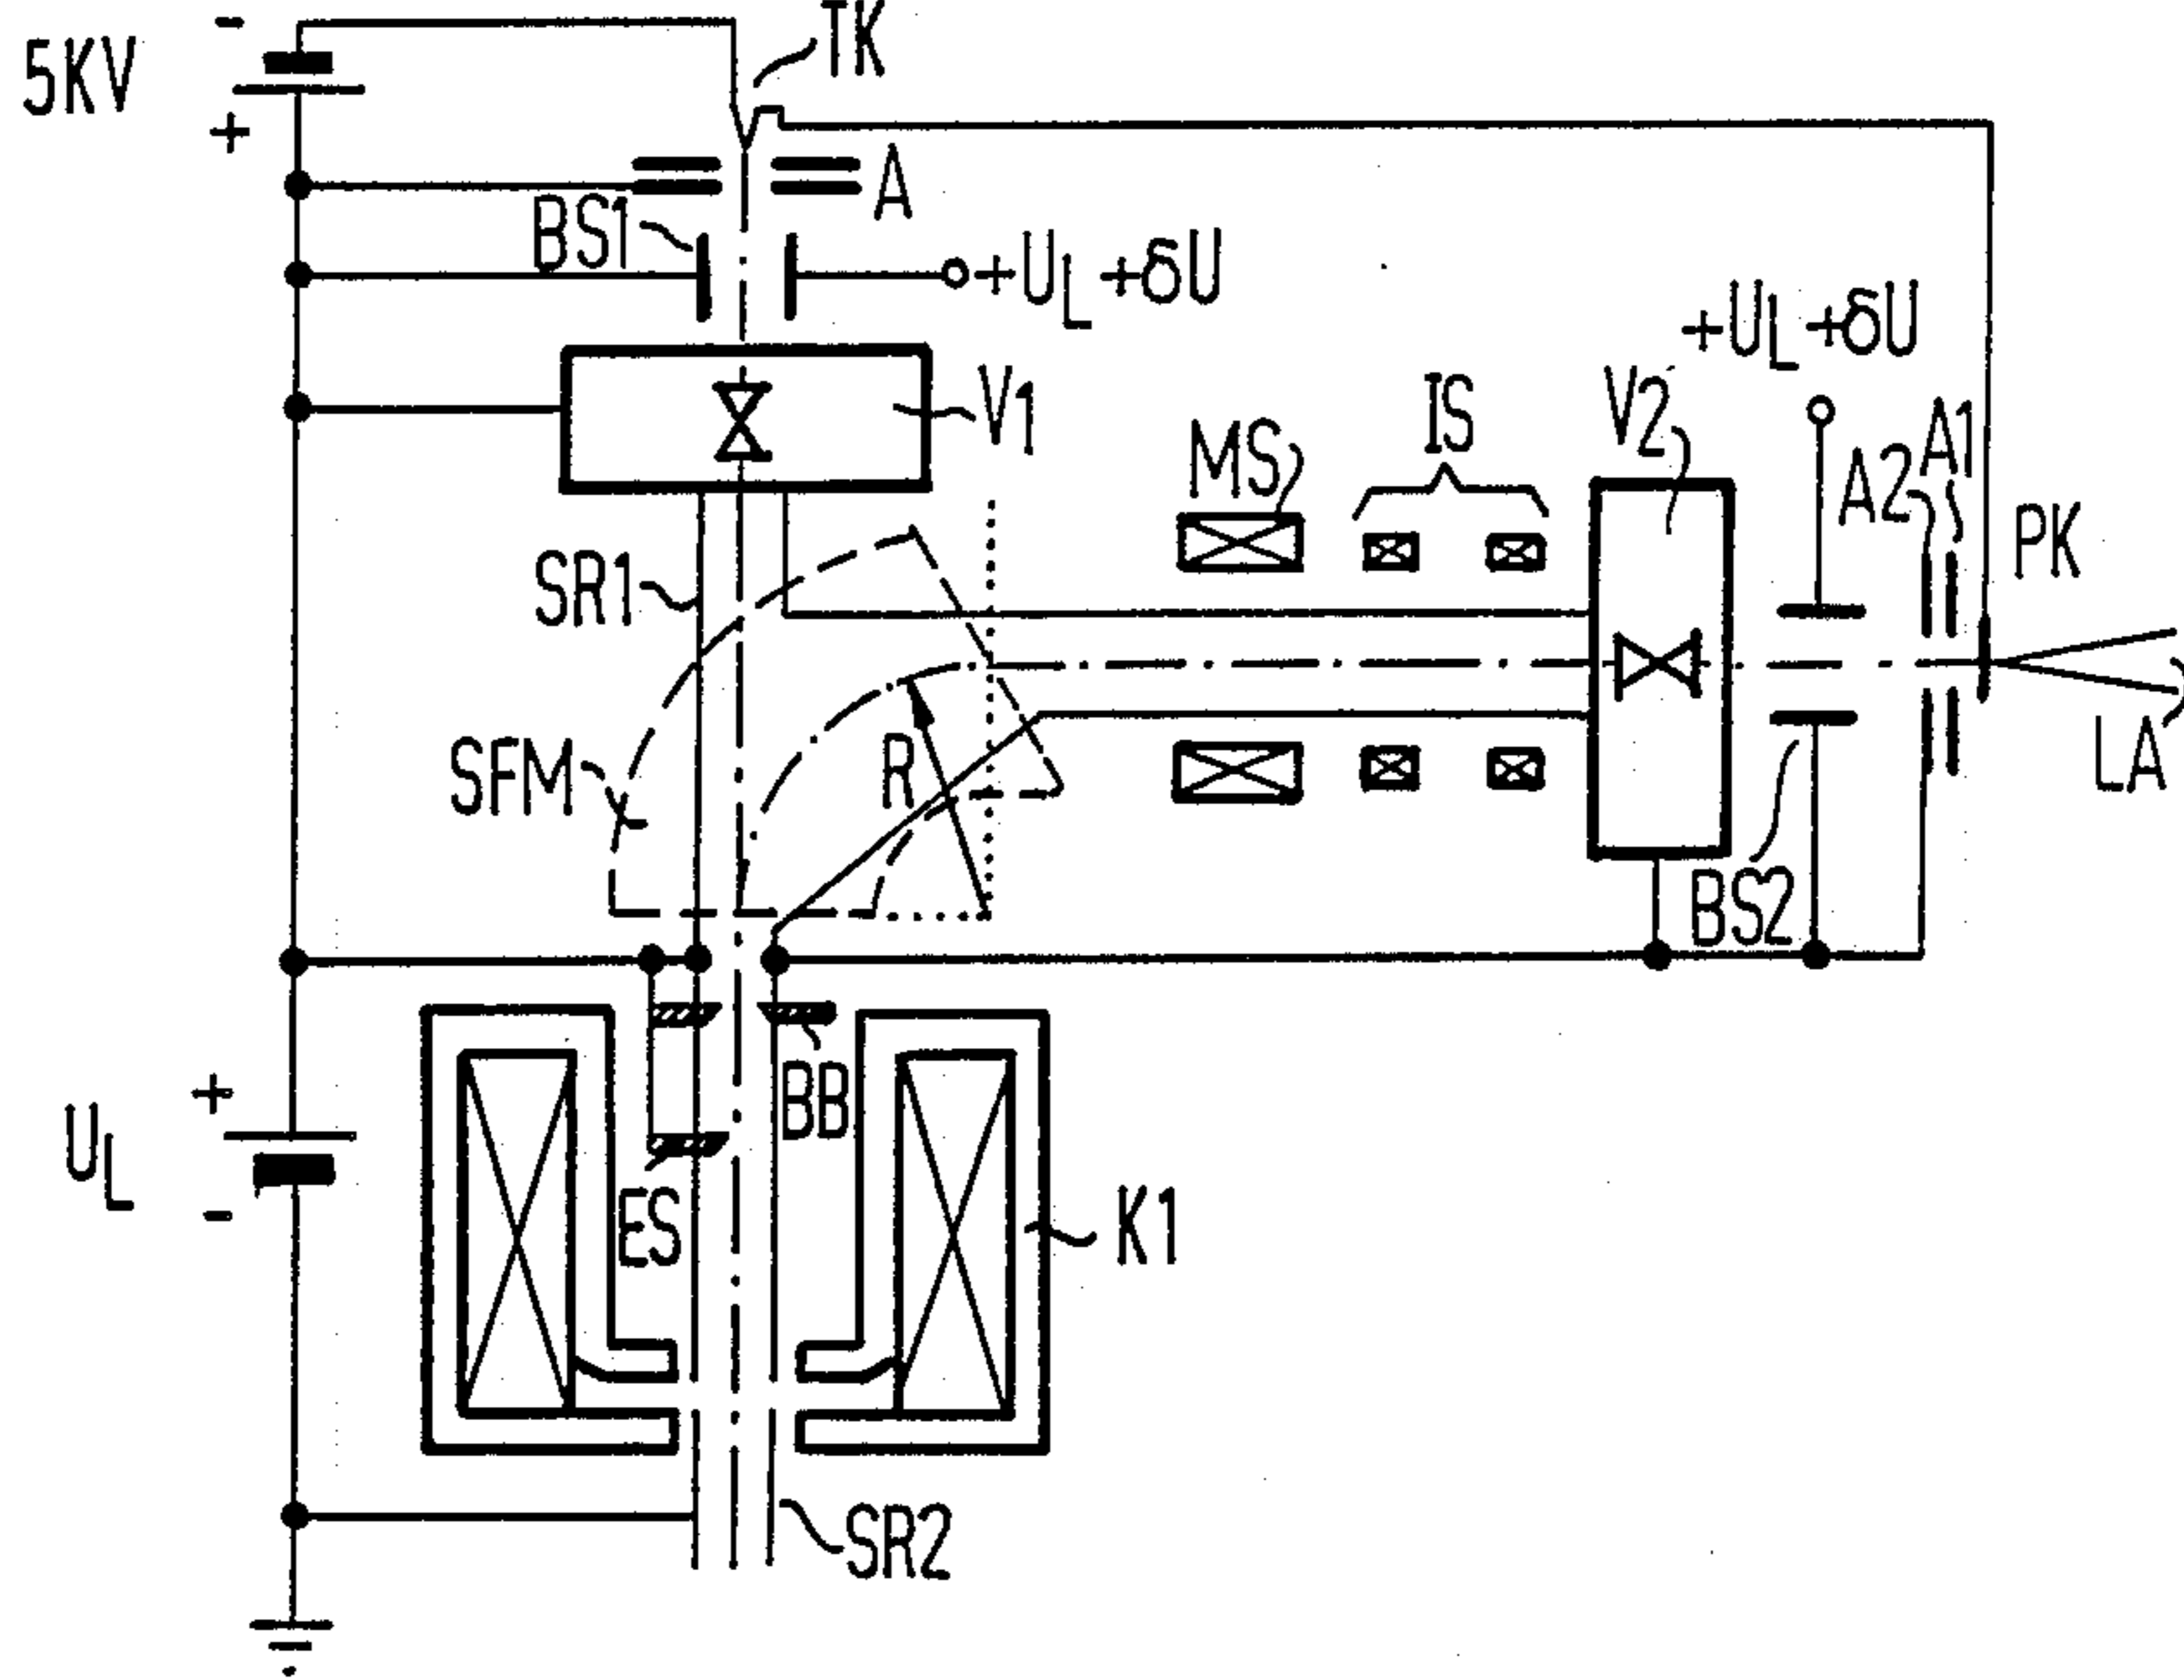 TK
-
5KV
+
A
BS1
+UL+δU
+UL+δU
V1
MS
IS
V2
A2
A1
PK
SR1
SFM
R
LA
BS2
BB
+
UL
-
ES
K1
SR2